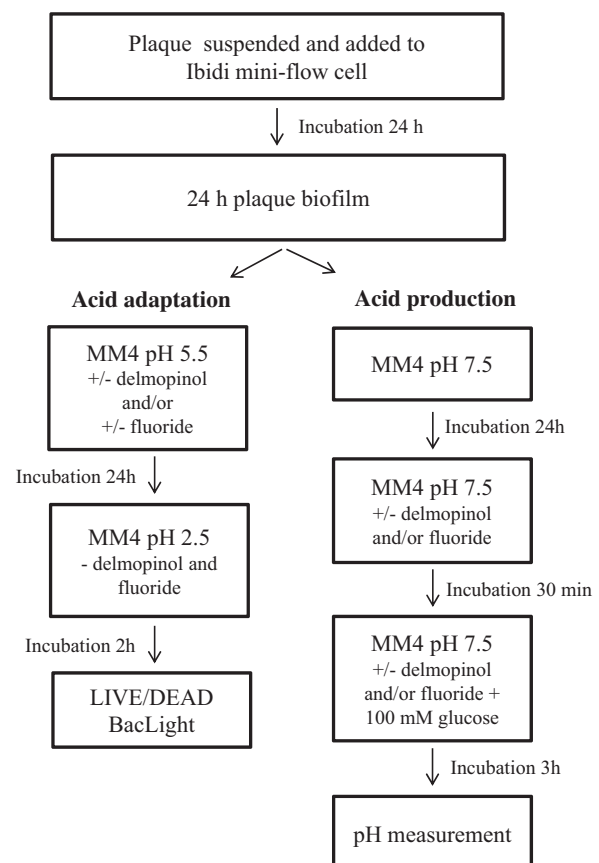 Plaque suspended and added to
Ibidi mini-flow cell
Incubation 24 h
24 h plaque biofilm
Acid adaptation
MM4 pH 5.5
+/- delmopinol
and/or
+/- fluoride
Incubation 24h
MM4 pH 2.5
- delmopinol and
fluoride
Incubation 2h
LIVE/DEAD
BacLight
Acid production
MM4 pH 7.5
Incubation 24h
MM4 pH 7.5
+/- delmopinol
and/or fluoride
Incubation 30 min
MM4 pH 7.5
+/- delmopinol
and/or fluoride +
100 mM glucose
Incubation 3h
pH measurement